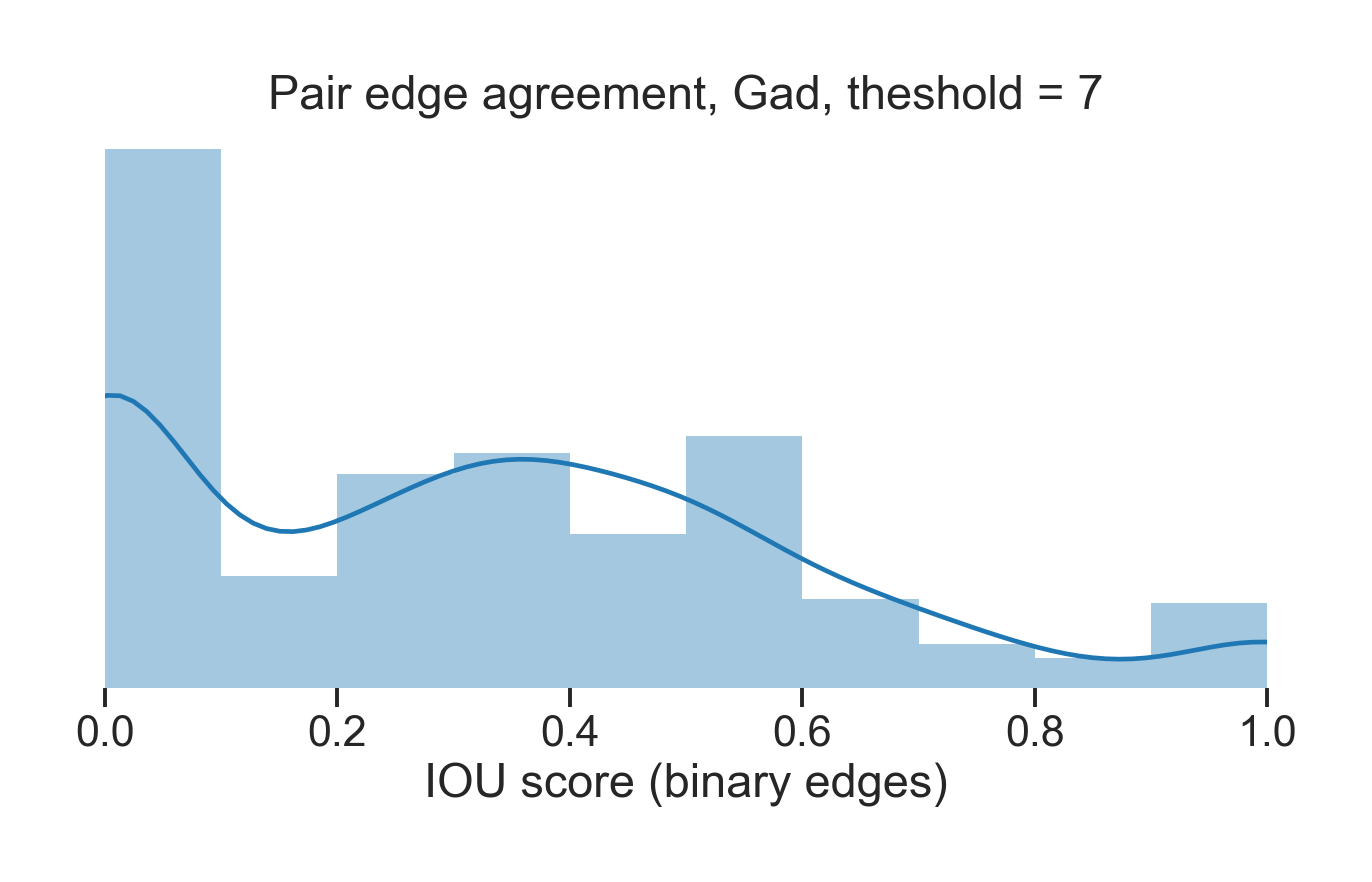 Pair edge agreement, Gad, theshold = 7
0.0 0.2 0.4 0.6 0.8 1.0
IOU score (binary edges)